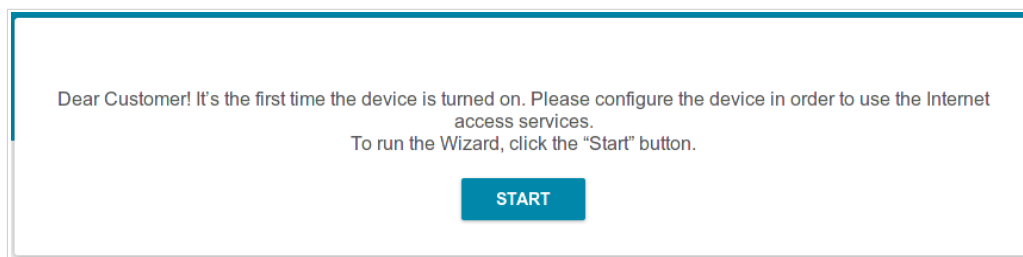 Dear Customer! It’s the first time the device is turned on. Please configure the device in order to use the Internet
access services.
To run the Wizard, click the “Start” button.
START